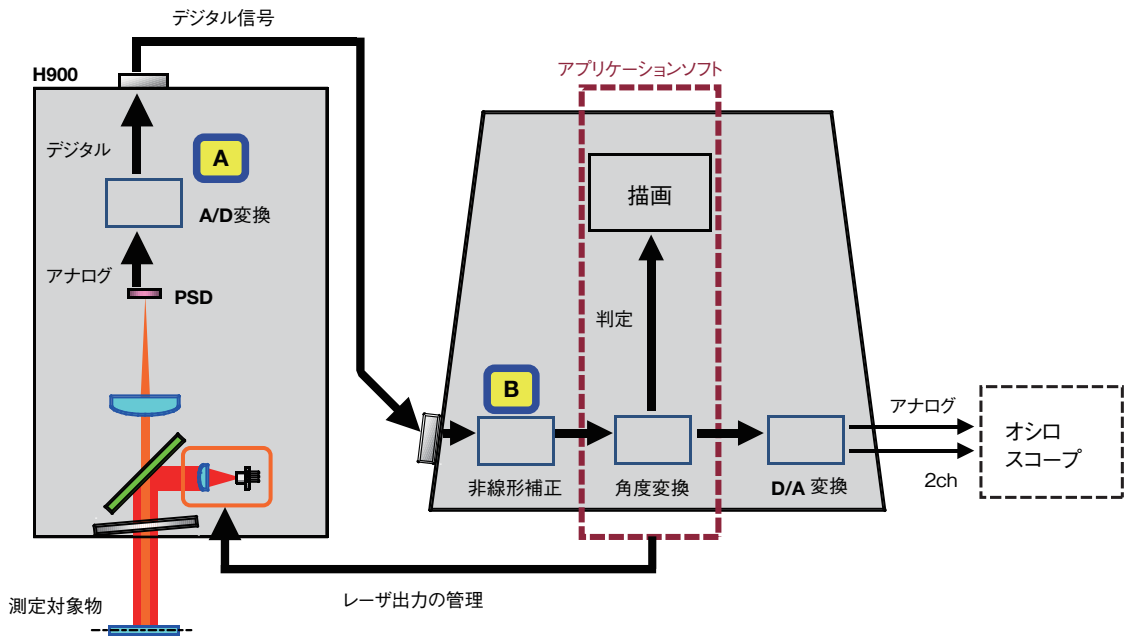 デジタル信号
H900
アプリケーションソフト
デジタル
A
A/D変換
描画
アナログ
PSD
判定
B
アナログ
オシロ
スコープ
2ch
非線形補正
角度変換
D/A 変換
レーザ出力の管理
測定対象物